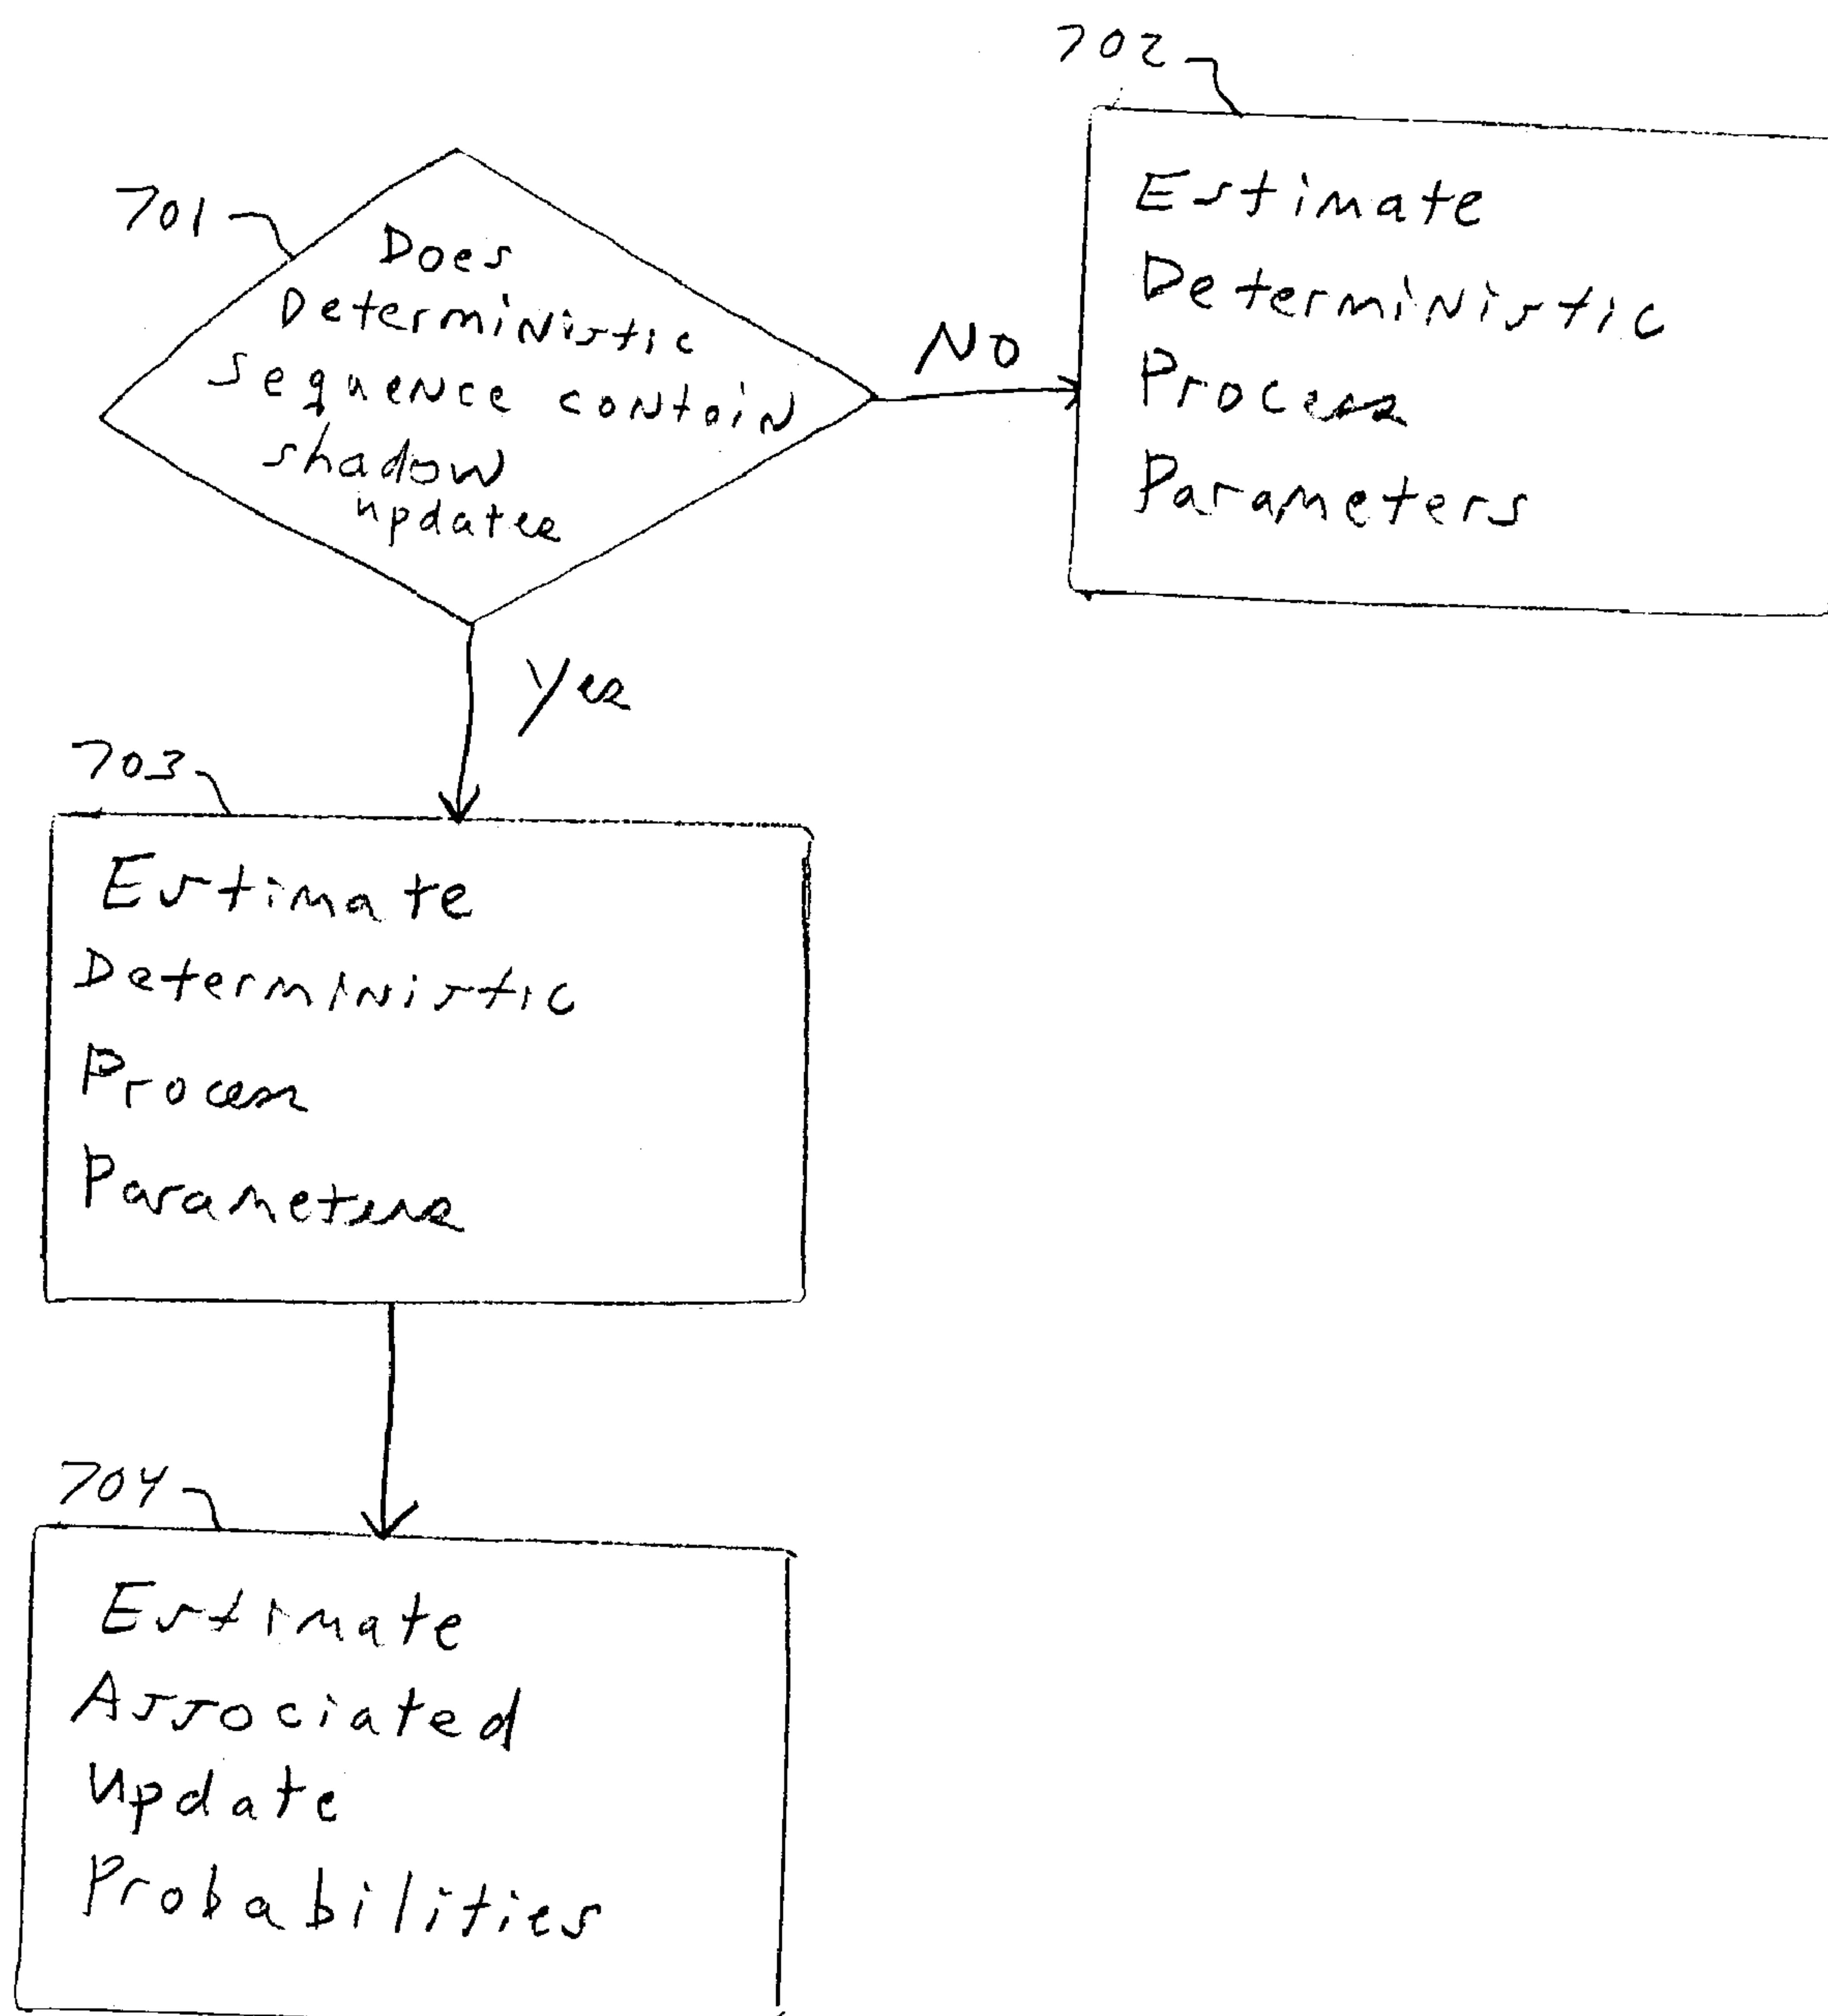 702
Estimate
Deterministic
Process
Parameters
701
Does
Deterministic
sequence contain
shadow
updates
No
Yes
703
Estimate
Deterministic
Process
Parameters
704
Estimate
Associated
Update
Probabilities